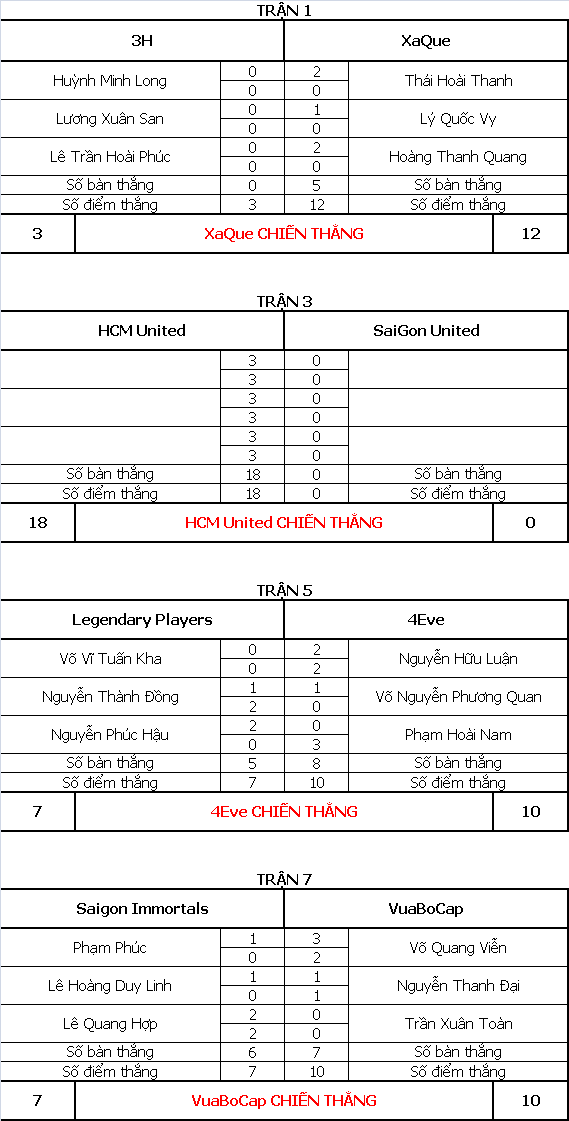 TRẬN 1
3H XaQue
Huỳnh Minh Long 0 2 Thái Hoài Thanh
0 0
Lương Xuân San 0 1 Lý Quốc Vy
0 0
Lê Trần Hoài Phúc 0 2 Hoàng Thanh Quang
0 0
Số bàn thắng 0 5 Số bàn thắng
Số điểm thắng 3 12 Số điểm thắng
3 XaQue CHIẾN THẮNG 12
TRẬN 3
HCM United SaiGon United
3 0
3 0
3 0
3 0
3 0
3 0
Số bàn thắng 18 0 Số bàn thắng
Số điểm thắng 18 0 Số điểm thắng
18 HCM United CHIẾN THẮNG 0
TRẬN 5
Legendary Players 4Eve
Võ Vĩ Tuấn Kha 0 2 Nguyễn Hữu Luận
0 2
Nguyễn Thành Đồng 1 1 Võ Nguyễn Phương Quan
2 0
Nguyễn Phúc Hậu 2 0 Phạm Hoài Nam
0 3
Số bàn thắng 5 8 Số bàn thắng
Số điểm thắng 7 10 Số điểm thắng
7 4Eve CHIẾN THẮNG 10
TRẬN 7
Saigon Immortals VuaBoCap
Phạm Phúc 1 3 Võ Quang Viễn
0 2
Lê Hoàng Duy Linh 1 1 Nguyễn Thanh Đại
0 1
Lê Quang Hợp 2 0 Trần Xuân Toàn
2 0
Số bàn thắng 6 7 Số bàn thắng
Số điểm thắng 7 10 Số điểm thắng
7 VuaBoCap CHIẾN THẮNG 10